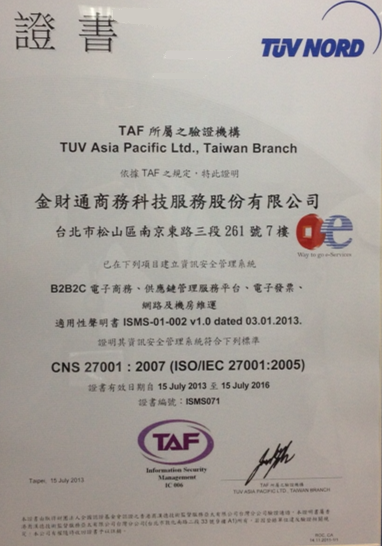 證書
TÜV NORD
TAF 所屬之驗證機構
TUV Asia Pacific Ltd., Taiwan Branch
依據 TAF 之規定，特此證明
金財通商務科技服務股份有限公司
台北市松山區南京東路三段 261 號 7 樓
Way to go e-Services
已在下列項目建立資訊安全管理系統
B2B2C 電子商務、供應鏈管理服務平台、電子發票、
網路及機房維運
適用性聲明書 ISMS-01-002 v1.0 dated 03.01.2013.
證明其資訊安全管理系統符合下列標準
CNS 27001 : 2007 (ISO/IEC 27001:2005)
證書有效日期自 15 July 2013 至 15 July 2016
證書編號：ISMS071
TAF
Information Security
Management
IC 006
Taipei, 15 July 2013
TAF 所屬之驗證機構
TUV ASIA PACIFIC LTD. TAIWAN BRANCH